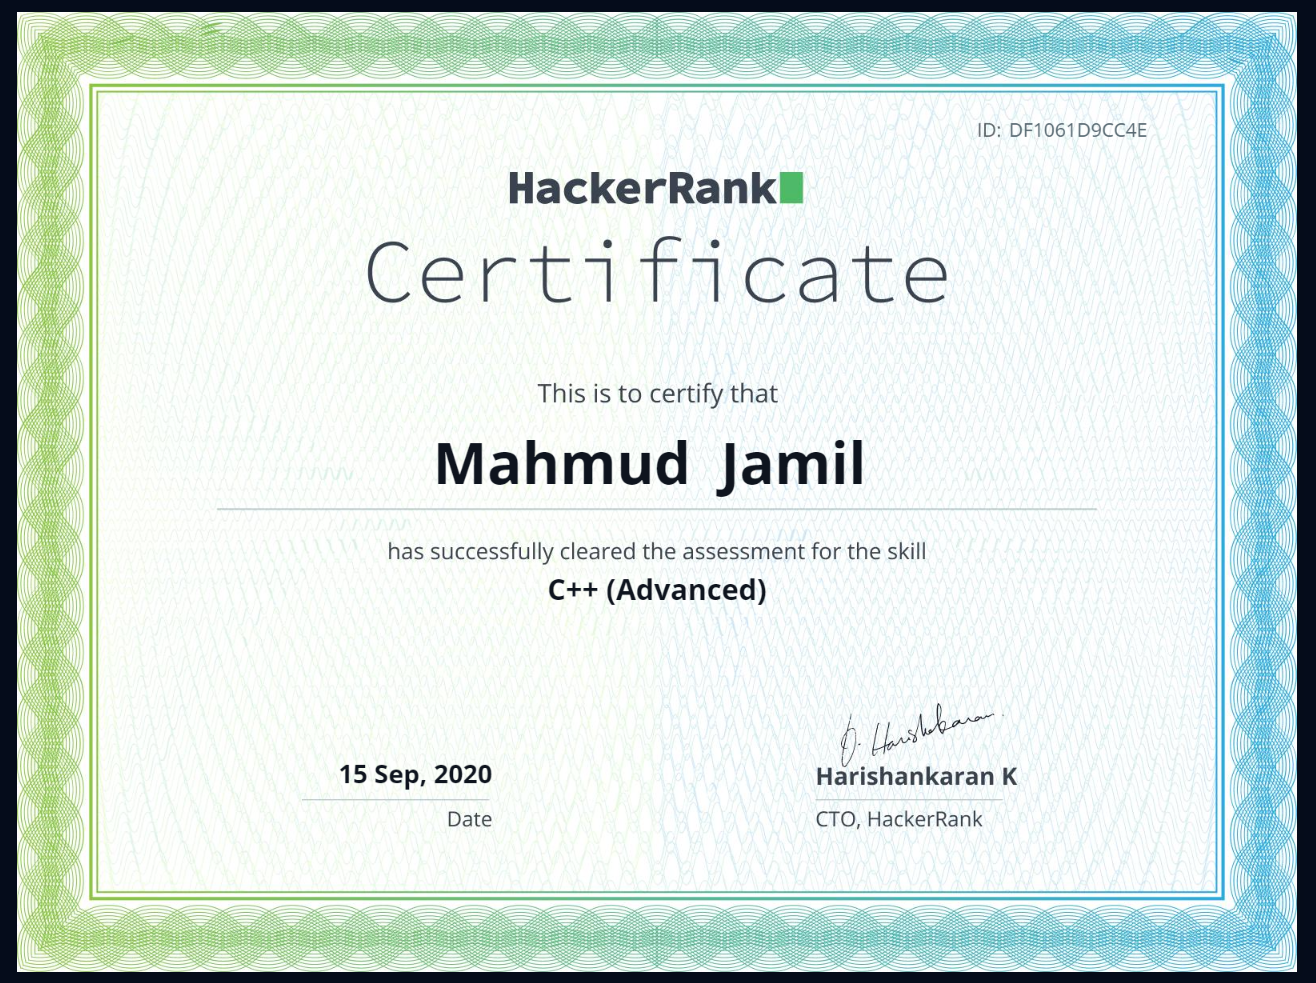 ID: DF1061D9CC4E
HackerRank
Certificate
This is to certify that
Mahmud Jamil
has successfully cleared the assessment for the skill
C++ (Advanced)
15 Sep, 2020
Date
Harishankaran K
CTO, HackerRank